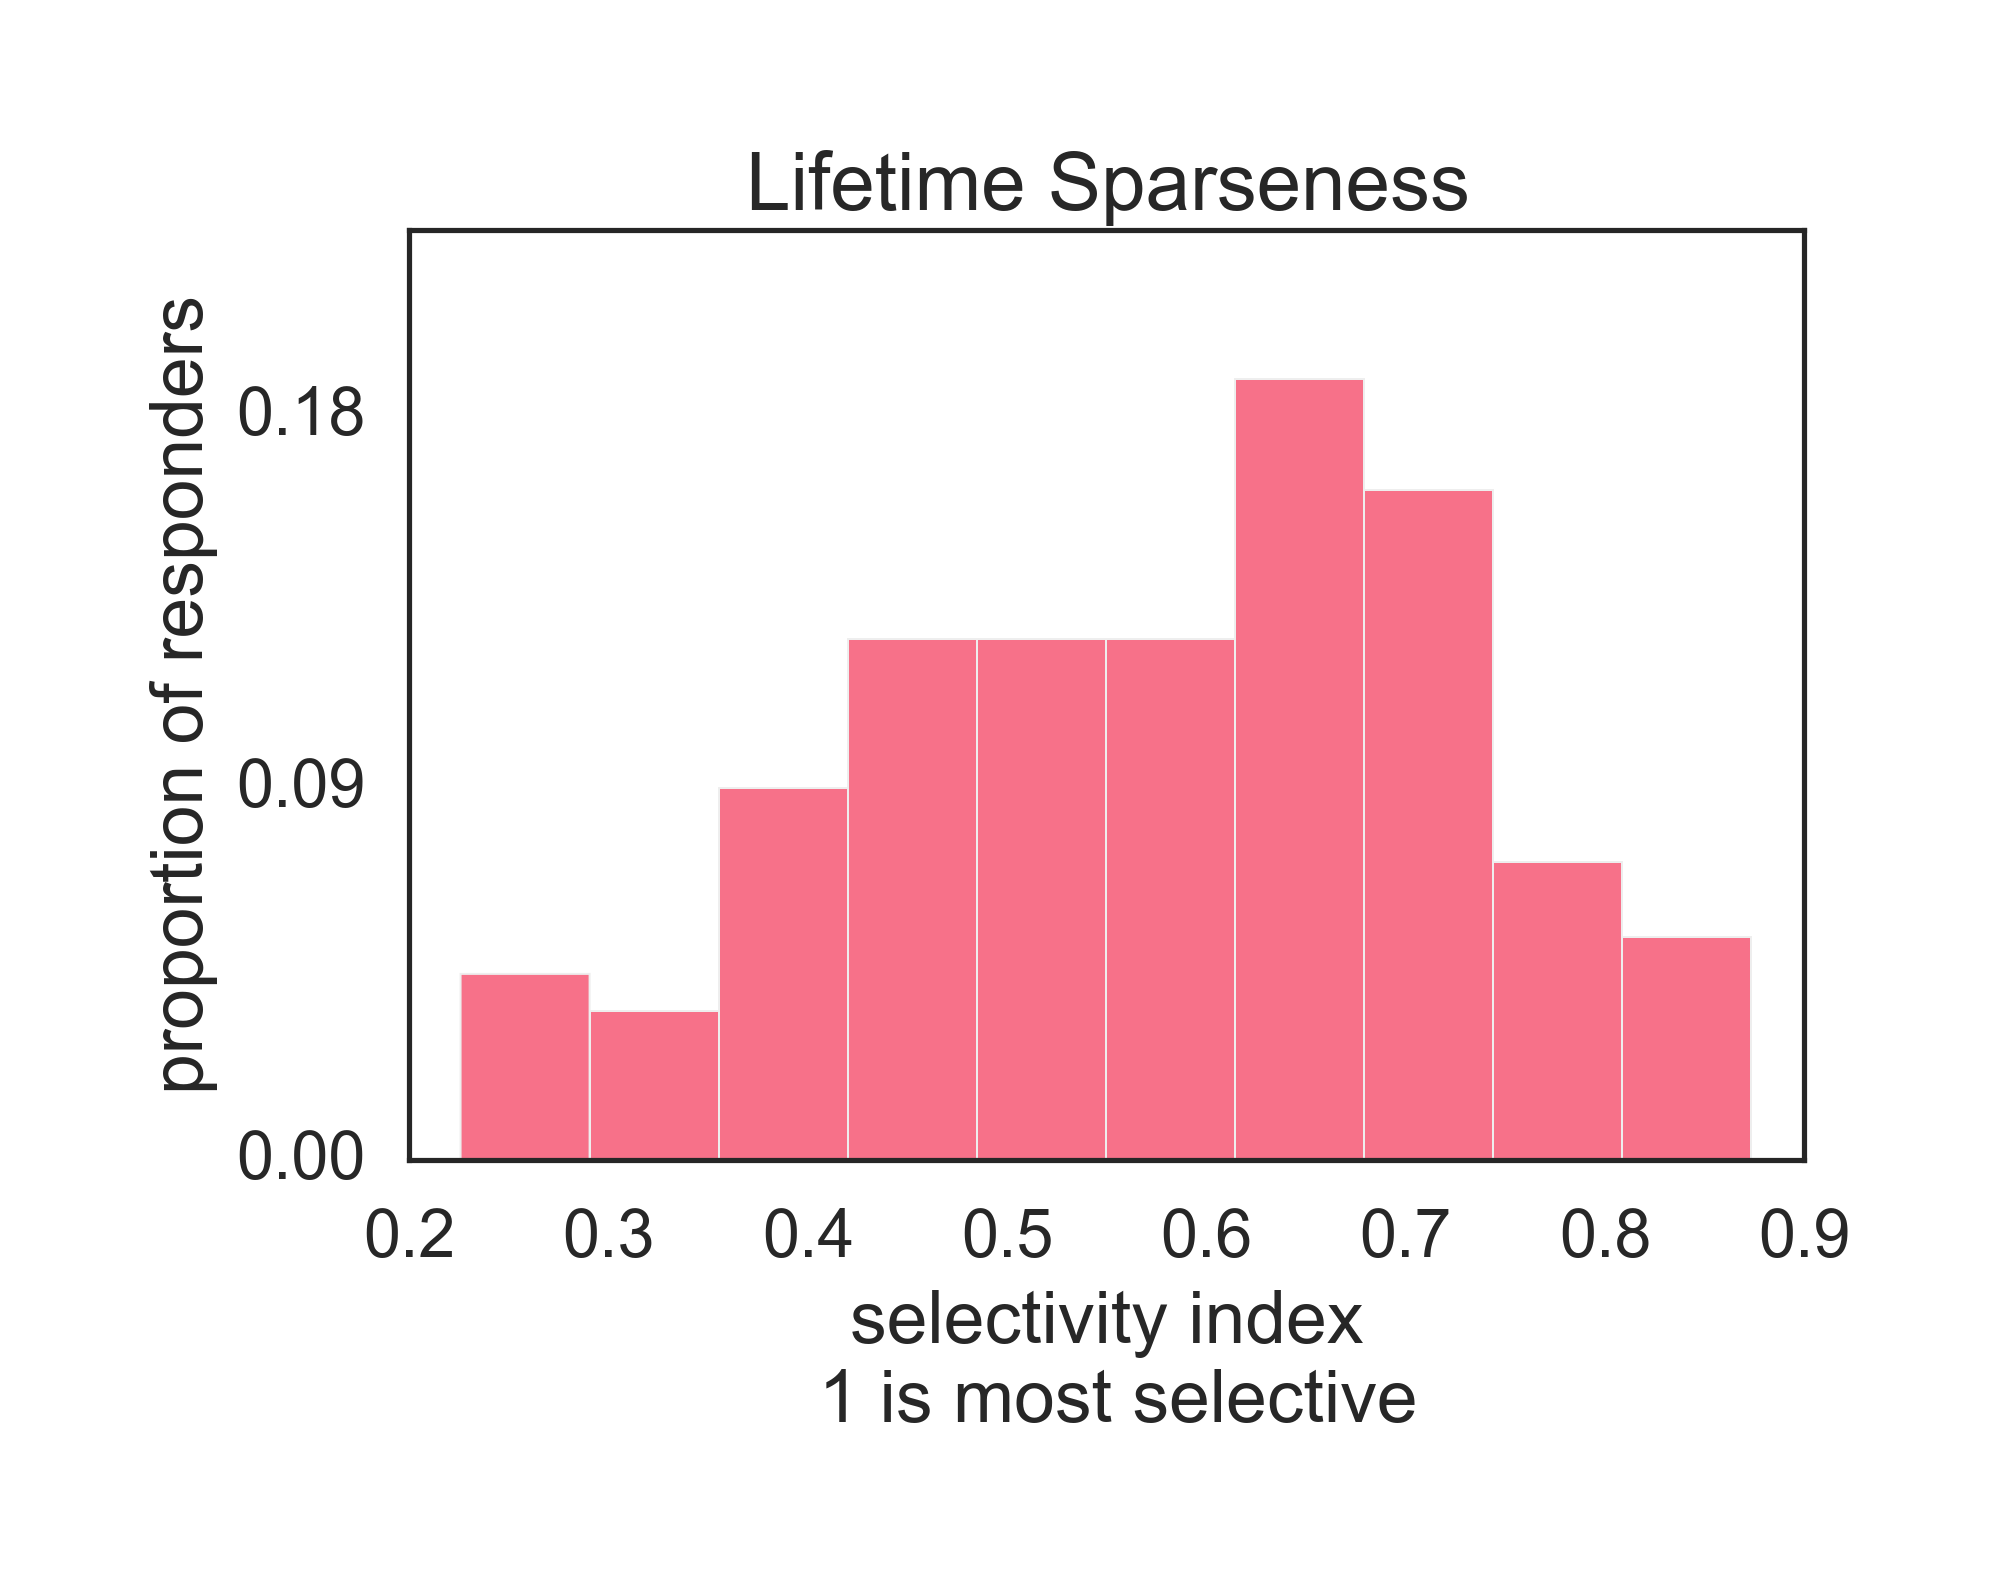 Lifetime Sparseness
proportion of responders
0.18
0.09
0.00
0.2 0.3 0.4 0.5 0.6 0.7 0.8 0.9
selectivity index
1 is most selective